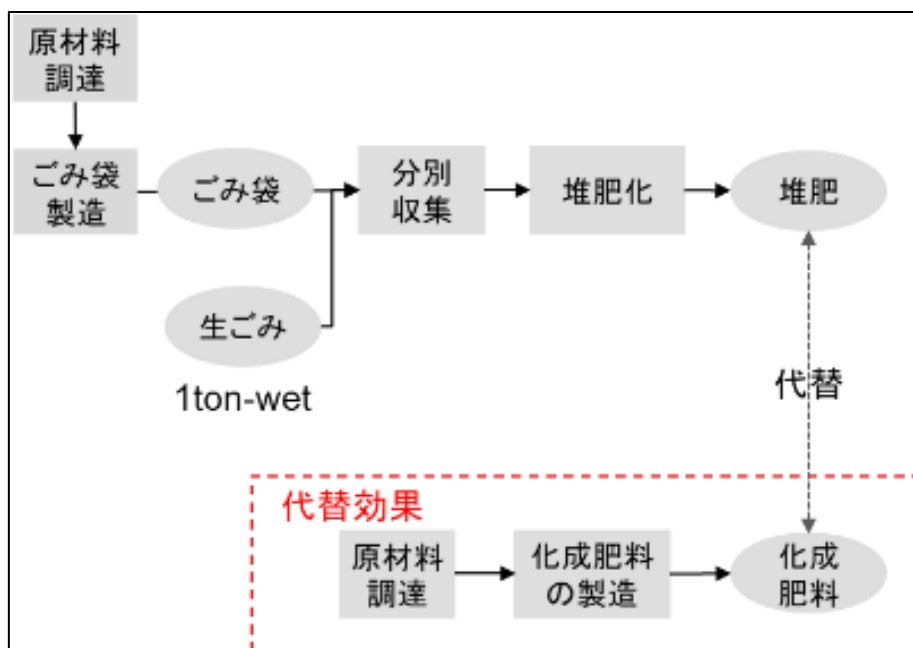 原材料
調達
ごみ袋
製造
ごみ袋
分別
収集
堆肥化
堆肥
生ごみ
1ton-wet
代替
代替効果
原材料
調達
化成肥料
の製造
化成
肥料